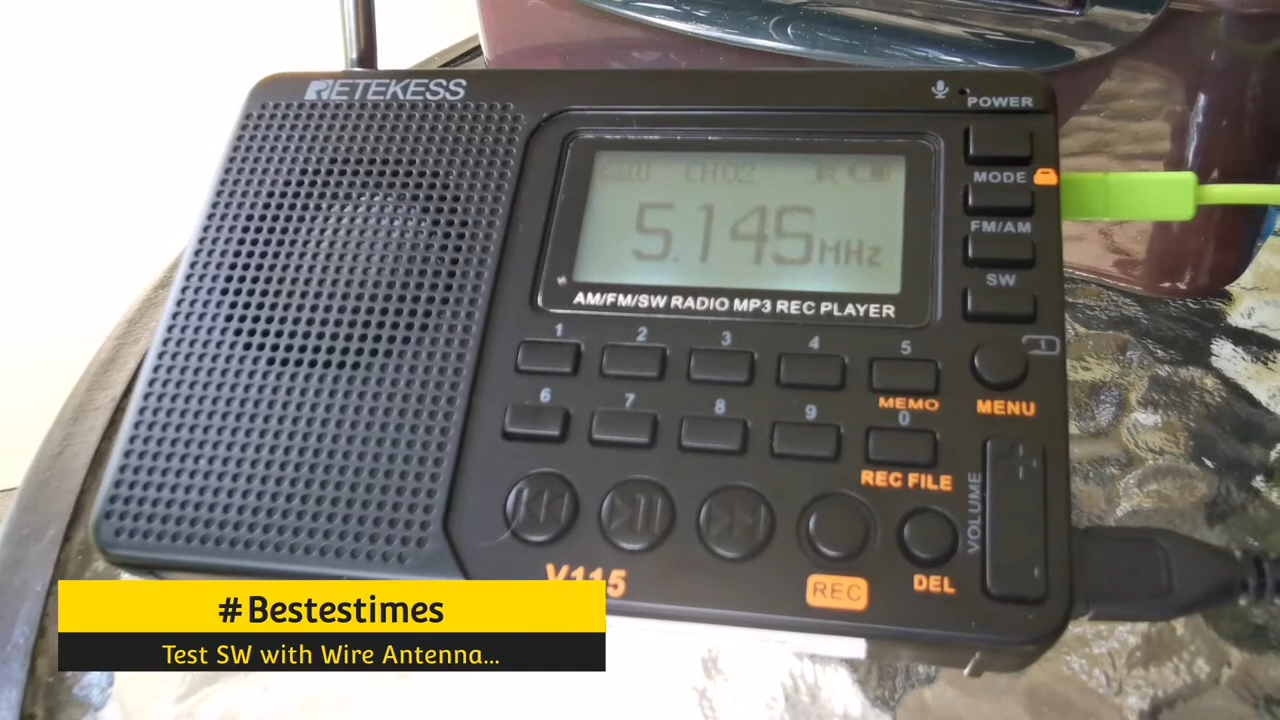 RETEKESS
POWER
MODE
FM/AM
SW
CH02
5.145MHz
AM/FM/SW RADIO MP3 REC PLAYER
1 2 3 4 5
MEMO
MENU
6 7 8 9 0
REC FILE
VOLUME
DEL
REC
V115
#Bestestimes
Test SW with Wire Antenna...